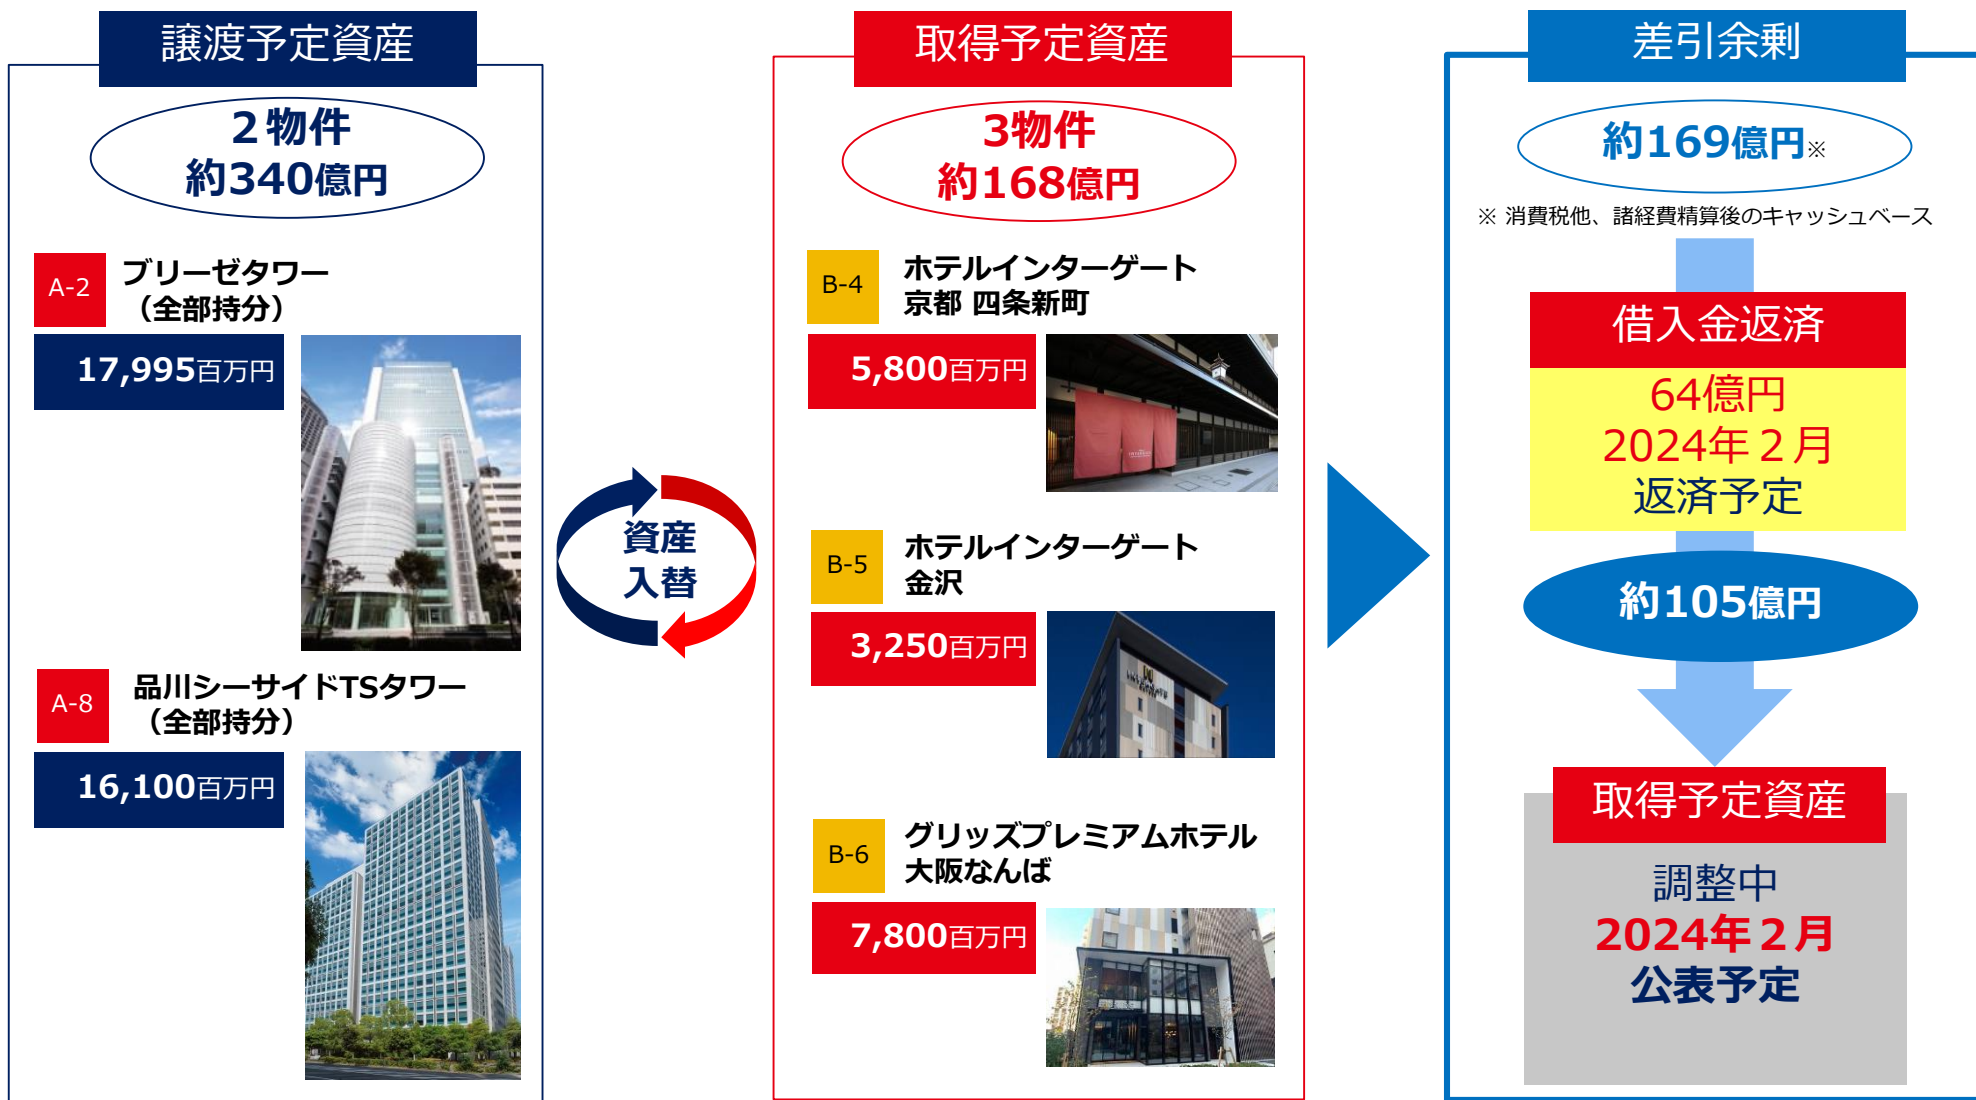 譲渡予定資産
２物件
約340億円
A-2
ブリーゼタワー
（全部持分）
17,995百万円
A-8
品川シーサイドTSタワー
（全部持分）
16,100百万円
資産
入替
取得予定資産
3物件
約168億円
B-4
ホテルインターゲート
京都 四条新町
5,800百万円
B-5
ホテルインターゲート
金沢
3,250百万円
B-6
グリッズプレミアムホテル
大阪なんば
7,800百万円
差引余剰
約169億円※
※ 消費税他、諸経費精算後のキャッシュベース
借入金返済
64億円
2024年２月
返済予定
約105億円
取得予定資産
調整中
2024年２月
公表予定